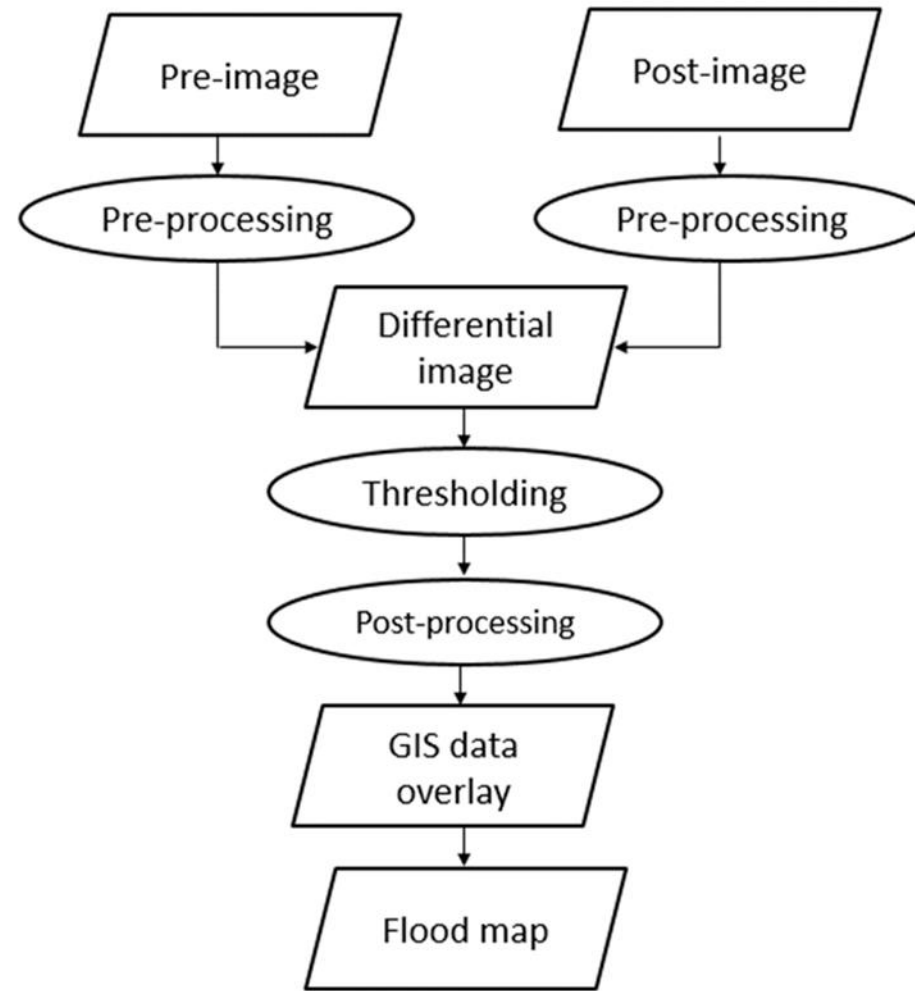 Pre-image
Post-image
Pre-processing
Pre-processing
Differential
image
Thresholding
Post-processing
GIS data
overlay
Flood map